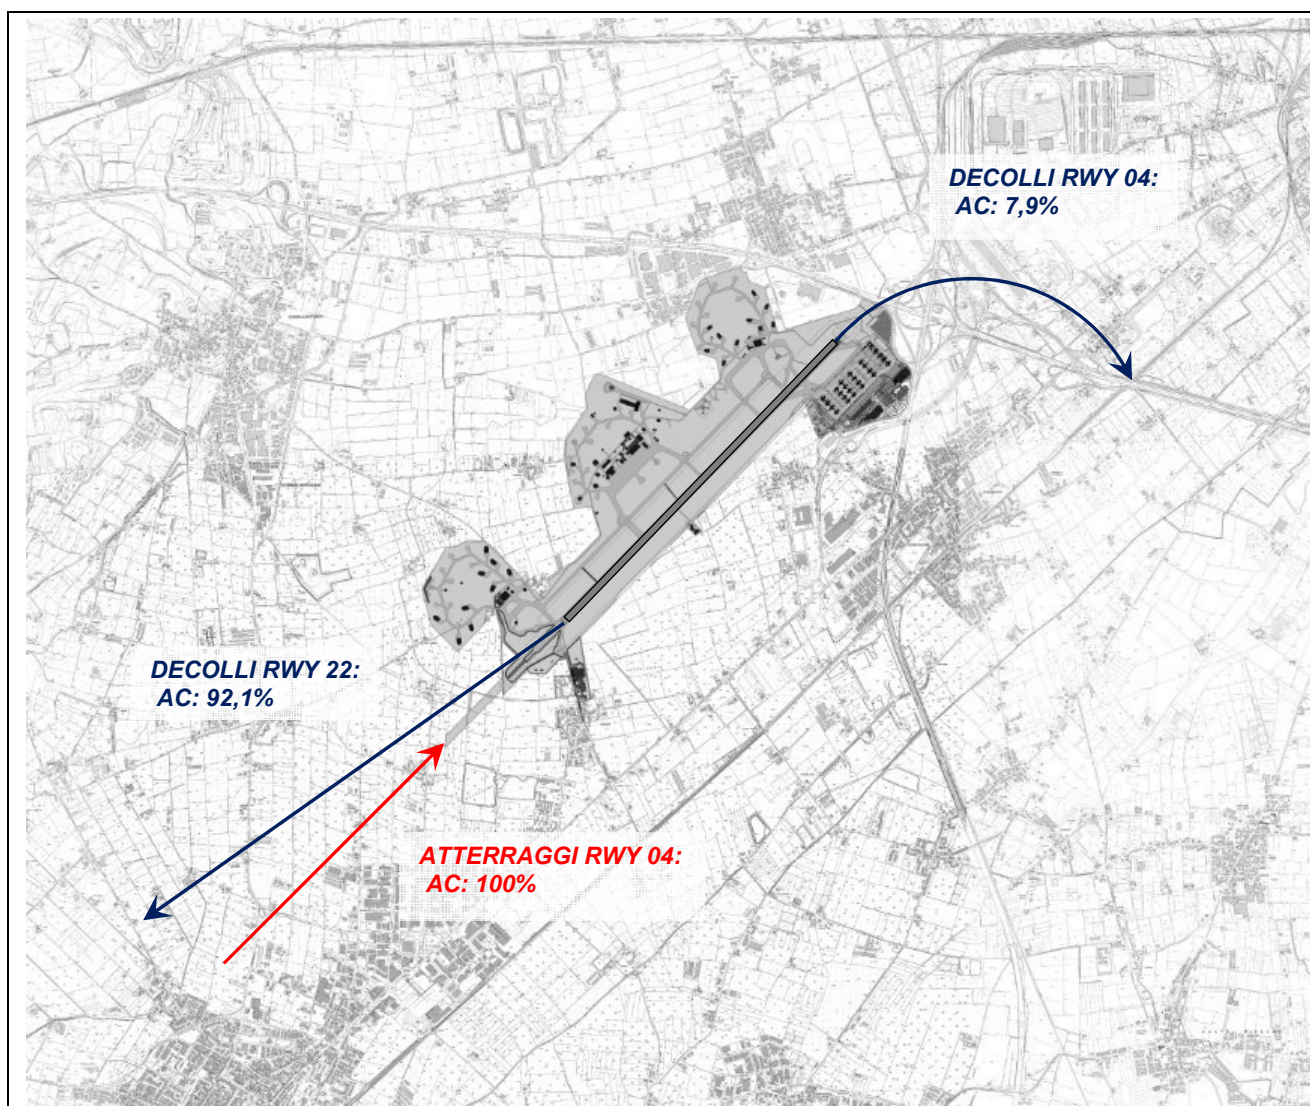 DECOLLI RWY 04:
AC: 7,9%
DECOLLI RWY 22:
AC: 92,1%
ATTERRAGGI RWY 04:
AC: 100%